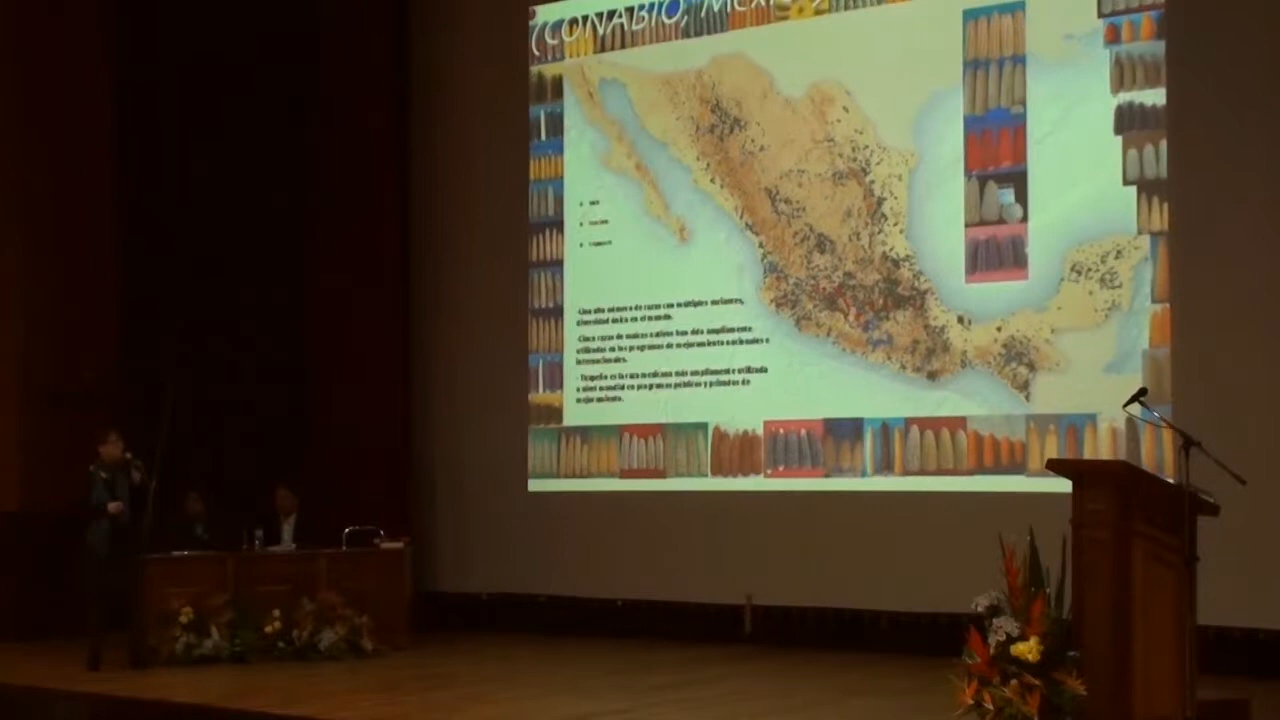 (CONABIO, México)
-Una alto número de razas con múltiples variantes,
diversidad única en el mundo.
-Cinco razas de maíces nativos han sido ampliamente
utilizadas en los programas de mejoramiento nacionales e
internacionales.
- Tuxpeño es la raza mexicana más ampliamente utilizada
a nivel mundial en programas públicos y privados de
mejoramiento.